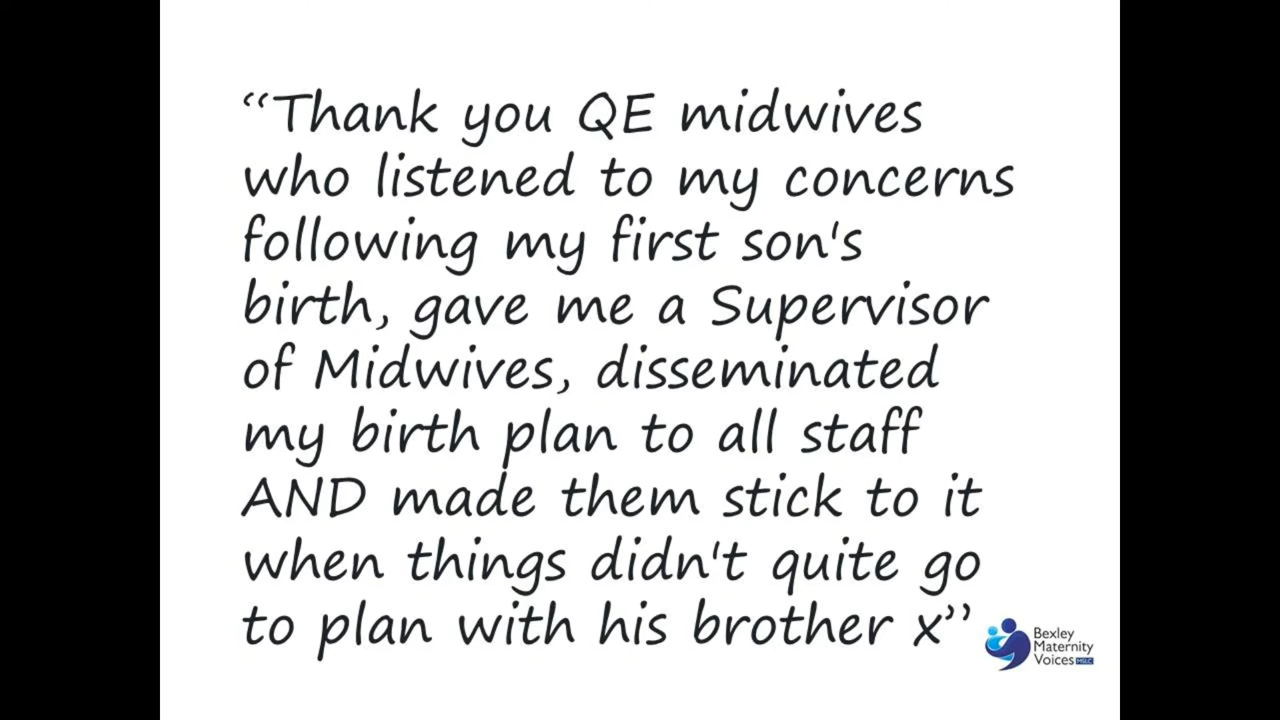 “Thank you QE midwives
who listened to my concerns
following my first son's
birth, gave me a Supervisor
of Midwives, disseminated
my birth plan to all staff
AND made them stick to it
when things didn't quite go
to plan with his brother x”
Bexley
Maternity
Voices MSLC